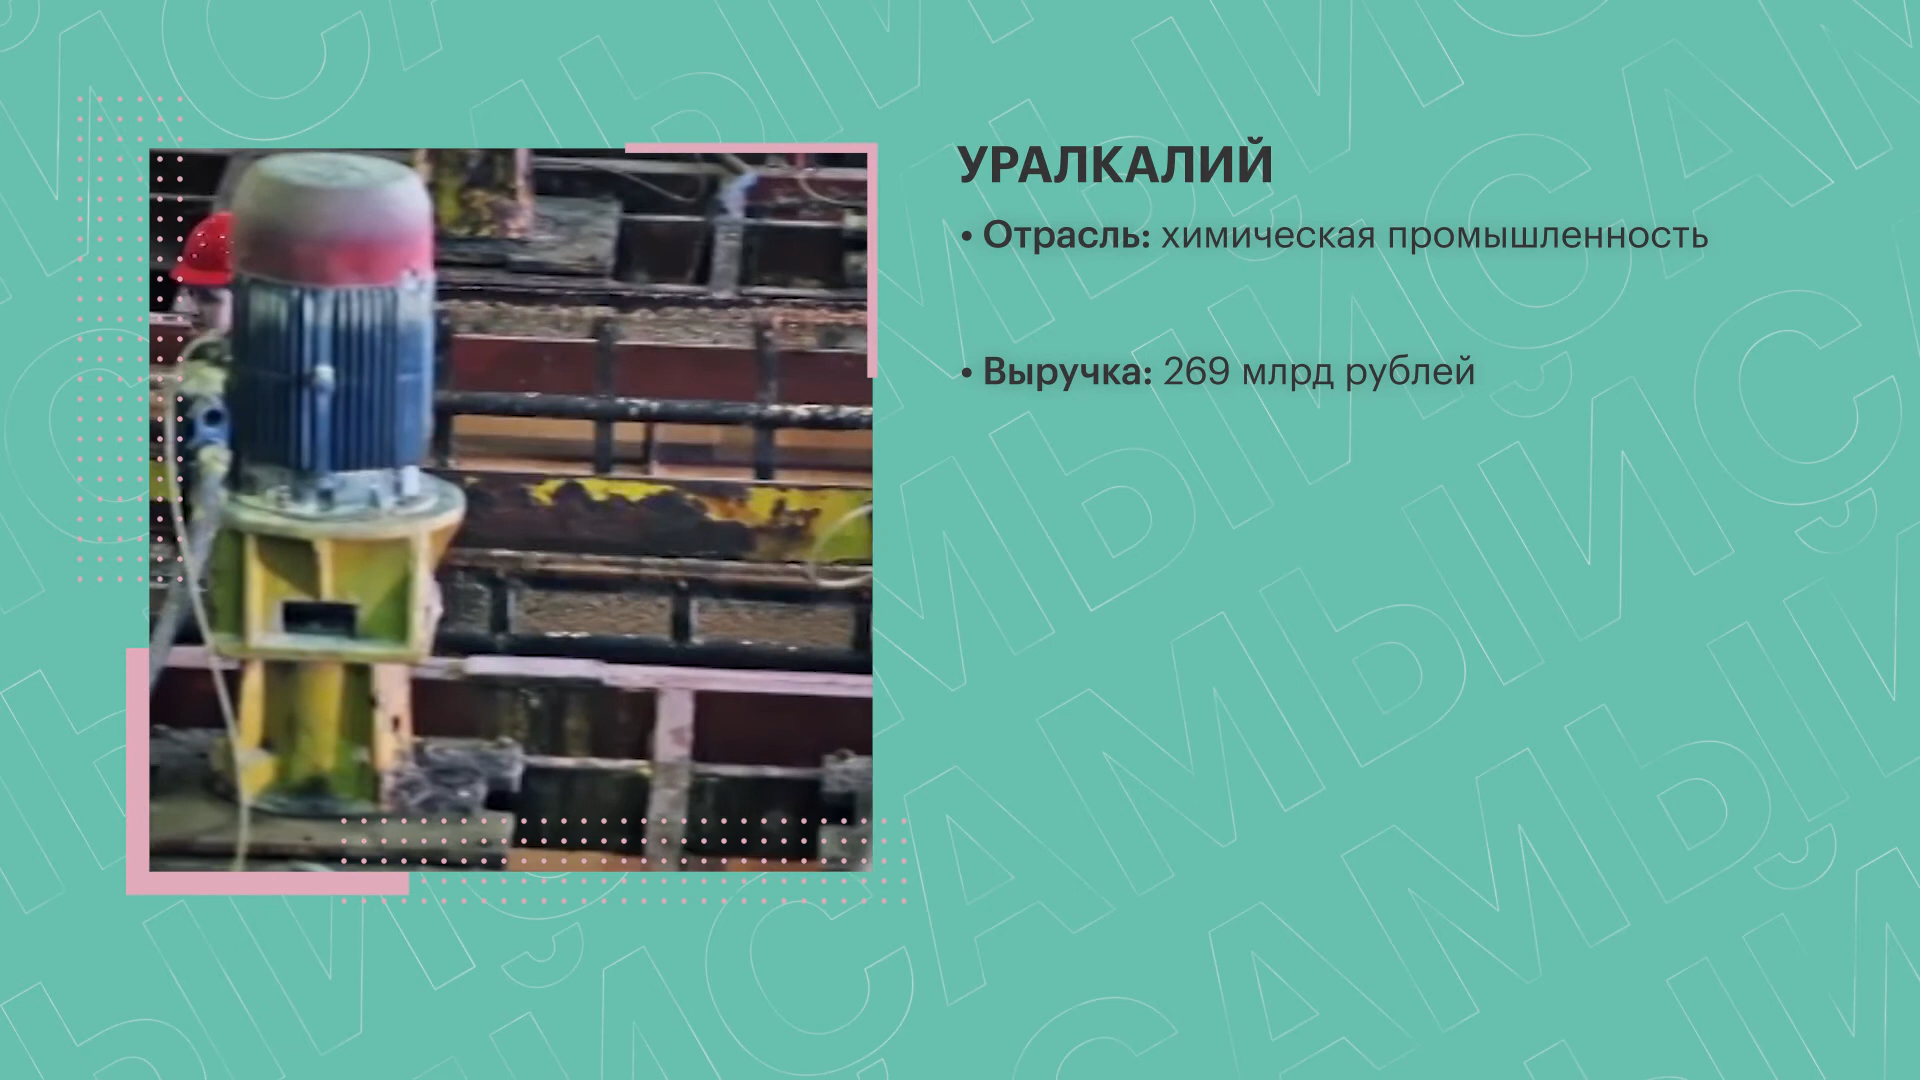 УРАЛКАЛИЙ
• Отрасль: химическая промышленность
• Выручка: 269 млрд рублей